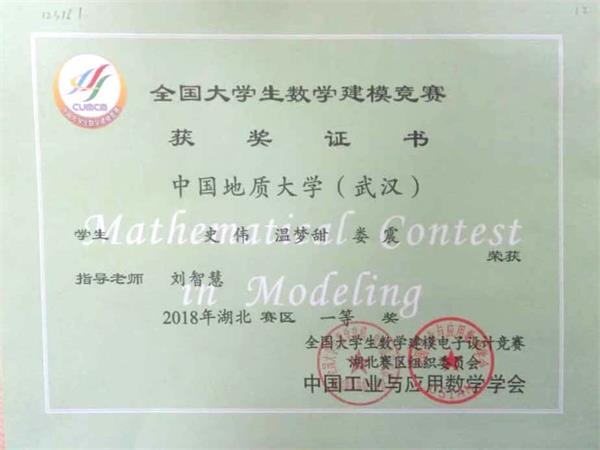 CUMCM
全国大学生数学建模竞赛
获奖证书
中国地质大学（武汉）
Mathematical Contest
学生 史伟 温梦甜 娄震
荣获
指导老师 刘智慧
in Modeling
2018年湖北赛区 一等奖
全国大学生数学建模电子设计竞赛
湖北赛区组织委员会
中国工业与应用数学学会